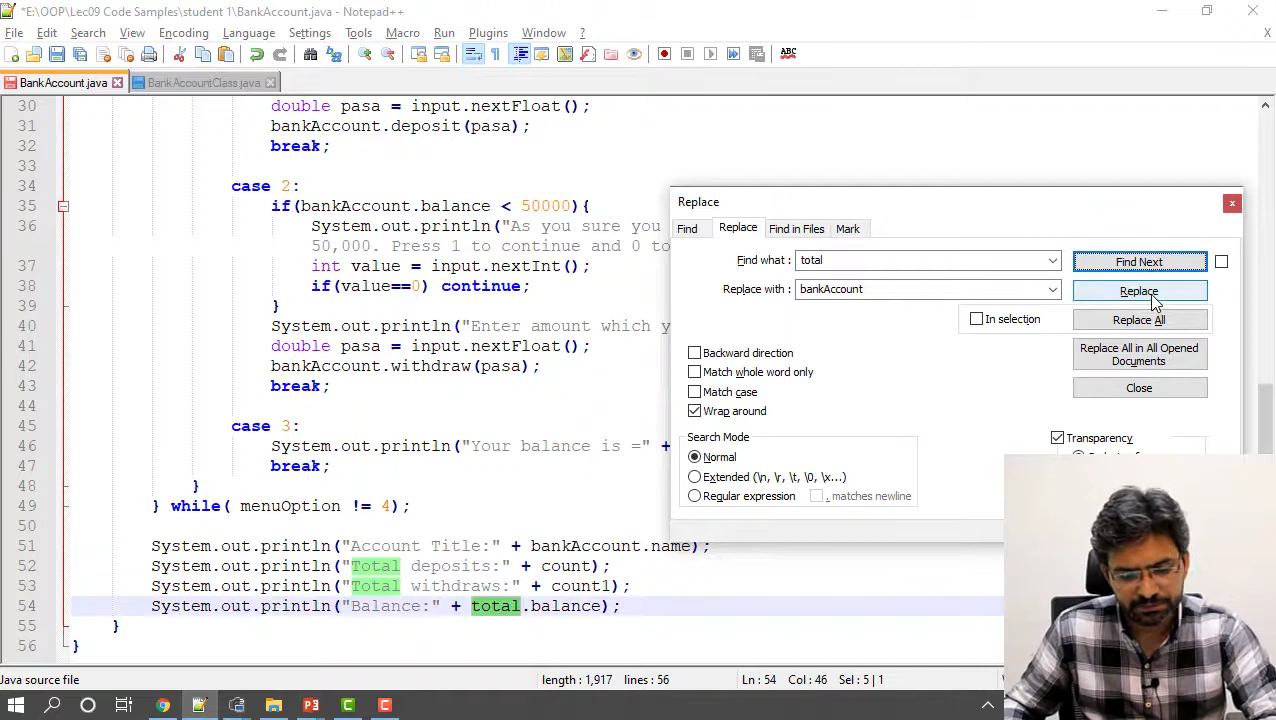 *E:\OOP\Lec09 Code Samples\student 1\BankAccount.java - Notepad++
File Edit Search View Encoding Language Settings Tools Macro Run Plugins Window ? X
BankAccount.java BankAccountClass.java
30 double pasa = input.nextFloat();
31 bankAccount.deposit(pasa);
32 break;
33
34 case 2:
35 if(bankAccount.balance < 50000){
36 System.out.println("As you sure you
50,000. Press 1 to continue and 0 to
37 int value = input.nextInt();
38 if(value==0) continue;
39 }
40 System.out.println("Enter amount which y
41 double pasa = input.nextFloat();
42 bankAccount.withdraw(pasa);
43 break;
44
45 case 3:
46 System.out.println("Your balance is =" +
47 break;
48 }
49 } while( menuOption != 4);
50
51 System.out.println("Account Title:" + bankAccount.name);
52 System.out.println("Total deposits:" + count);
53 System.out.println("Total withdraws:" + count1);
54 System.out.println("Balance:" + total.balance);
55 }
56 }
Replace
Find Replace Find in Files Mark
Find what : total Find Next
Replace with : bankAccount Replace
In selection Replace All
Replace All in All Opened
Documents
Close
Backward direction
Match whole word only
Match case
Wrap around
Search Mode
Normal
Extended (\n, \r, \t, \0, \x...)
Regular expression . matches newline
Transparency
Java source file length : 1,917 lines : 56 Ln : 54 Col : 46 Sel : 5 | 1